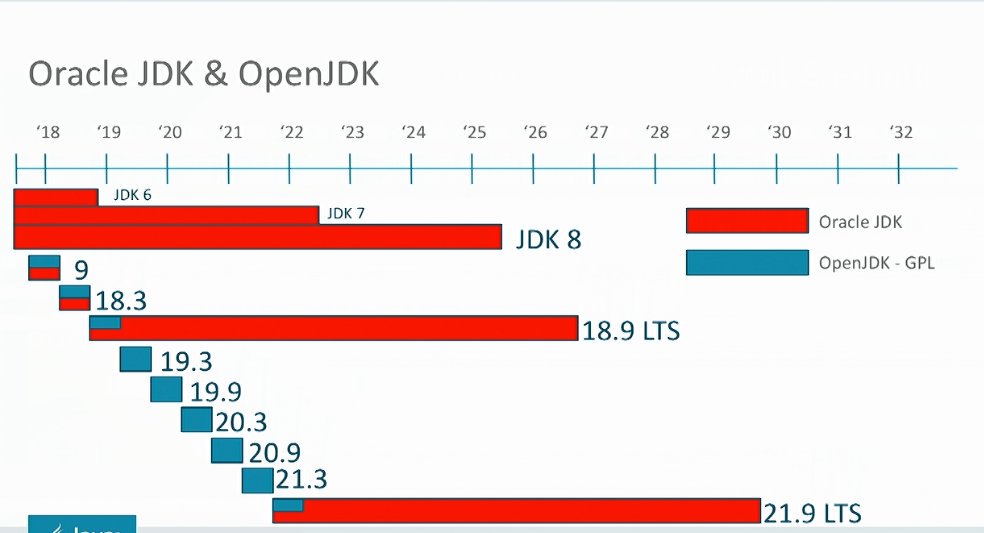 Oracle JDK & OpenJDK
‘18 ‘19 ‘20 ‘21 ‘22 ‘23 ‘24 ‘25 ‘26 ‘27 ‘28 ‘29 ‘30 ‘31 ‘32
JDK 6
JDK 7
JDK 8
Oracle JDK
OpenJDK - GPL
9
18.3
18.9 LTS
19.3
19.9
20.3
20.9
21.3
21.9 LTS
Java